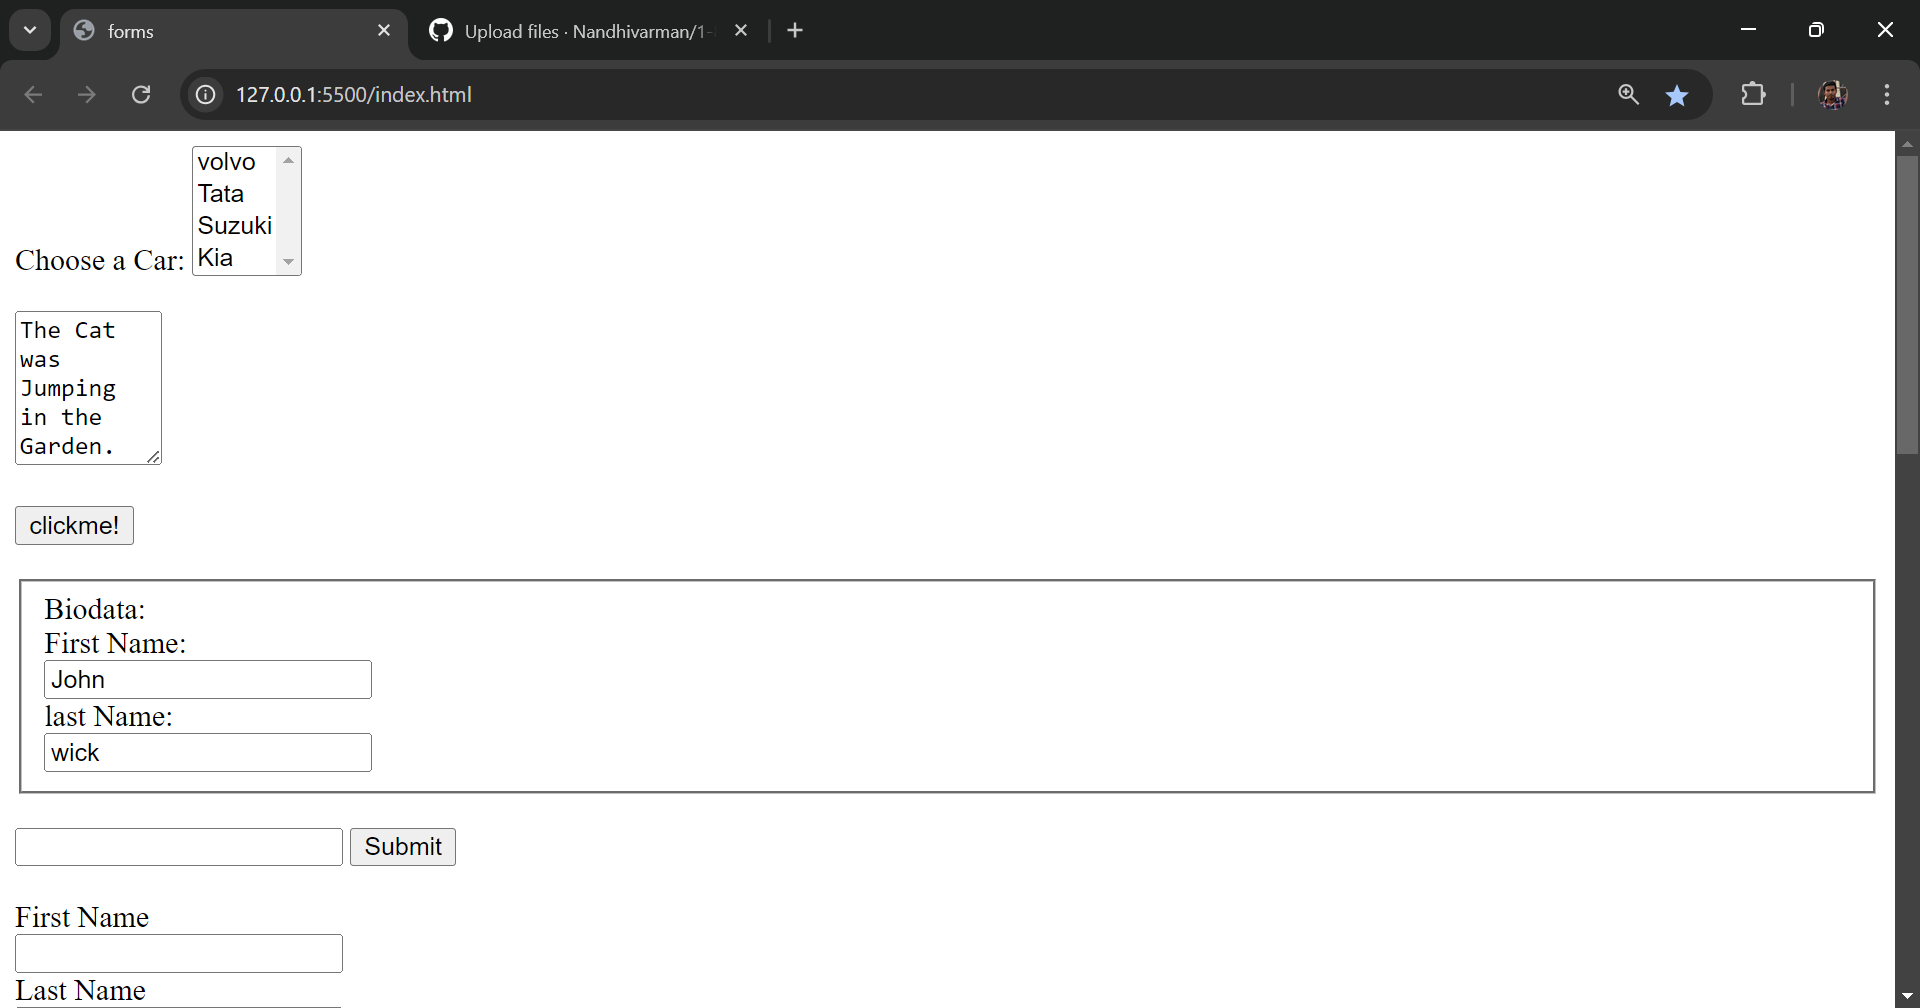 forms
Upload files · Nandhivarman/1-
127.0.0.1:5500/index.html
volvo
Tata
Suzuki
Choose a Car: Kia
The Cat
was
Jumping
in the
Garden.
clickme!
Biodata:
First Name:
John
last Name:
wick
Submit
First Name
Last Name